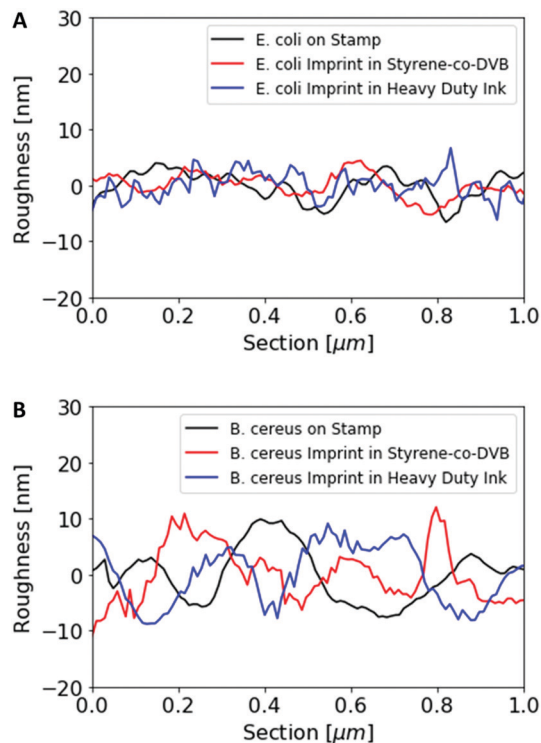 A
30
20
10
0
−10
−20
Roughness [nm]
E. coli on Stamp
E. coli Imprint in Styrene-co-DVB
E. coli Imprint in Heavy Duty Ink
0.0 0.2 0.4 0.6 0.8 1.0
Section [μm]
B
30
20
10
0
−10
−20
Roughness [nm]
B. cereus on Stamp
B. cereus Imprint in Styrene-co-DVB
B. cereus Imprint in Heavy Duty Ink
0.0 0.2 0.4 0.6 0.8 1.0
Section [μm]